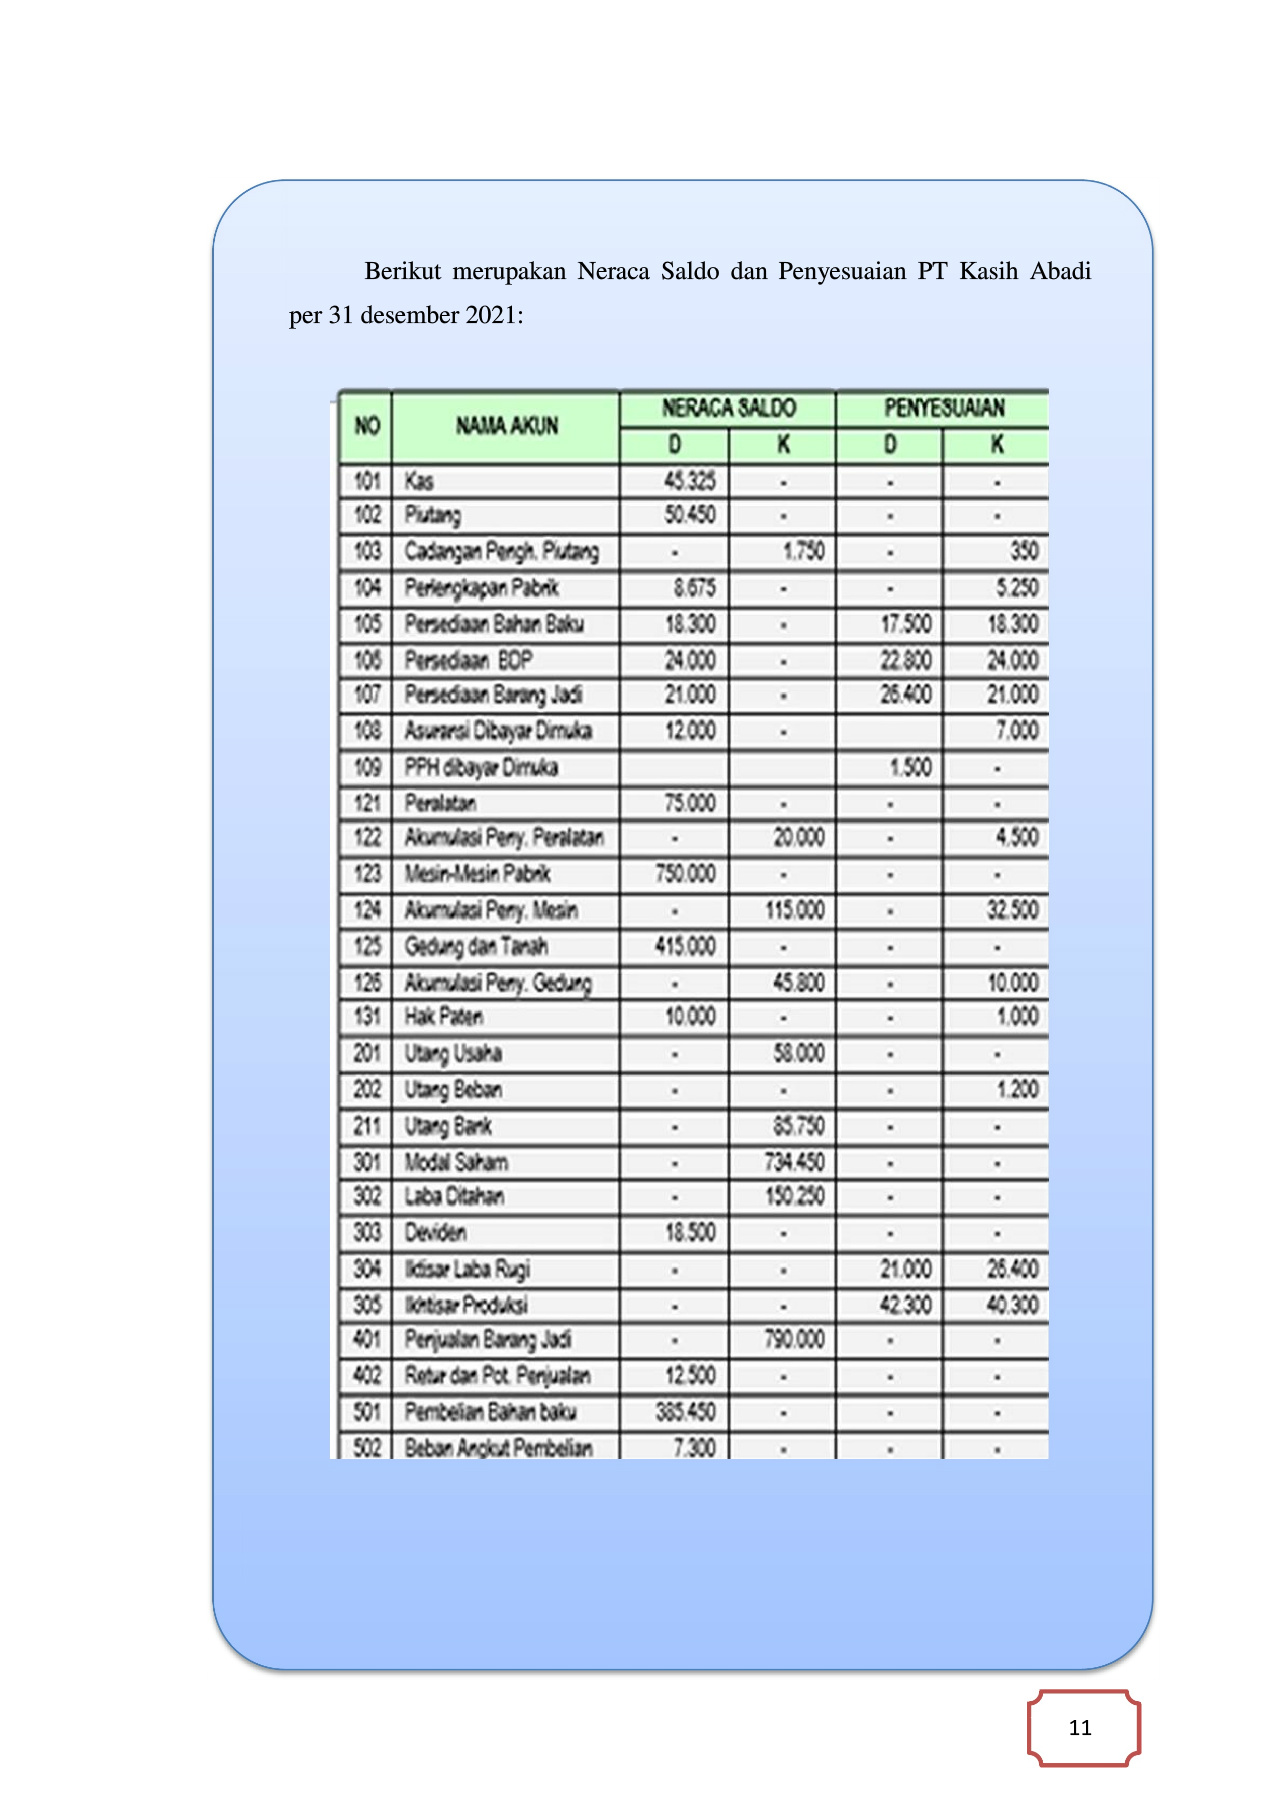 Berikut merupakan Neraca Saldo dan Penyesuaian PT Kasih Abadi
per 31 desember 2021:
NO NAMA AKUN NERACA SALDO PENYESUAIAN
D K D K
101 Kas 45.325 - - -
102 Piutang 50.450 - - -
103 Cadangan Pengh. Piutang - 1.750 - 350
104 Perlengkapan Pabrik 8.675 - - 5.250
105 Persediaan Bahan Baku 18.300 - 17.500 18.300
106 Persediaan BDP 24.000 - 22.800 24.000
107 Persediaan Barang Jadi 21.000 - 26.400 21.000
108 Asuransi Dibayar Dimuka 12.000 - 7.000
109 PPH dibayar Dimuka 1.500 -
121 Peralatan 75.000 - - -
122 Akumulasi Peny. Peralatan - 20.000 - 4.500
123 Mesin-Mesin Pabrik 750.000 - - -
124 Akumulasi Peny. Mesin - 115.000 - 32.500
125 Gedung dan Tanah 415.000 - - -
126 Akumulasi Peny. Gedung - 45.800 - 10.000
131 Hak Paten 10.000 - - 1.000
201 Utang Usaha - 58.000 - -
202 Utang Beban - - - 1.200
211 Utang Bank - 85.750 - -
301 Modal Saham - 734.450 - -
302 Laba Ditahan - 150.250 - -
303 Deviden 18.500 - - -
304 Iktisar Laba Rugi - - 21.000 26.400
305 Ikhtisar Produksi - - 42.300 40.300
401 Penjualan Barang Jadi - 790.000 - -
402 Retur dan Pot. Penjualan 12.500 - - -
501 Pembelian Bahan baku 385.450 - - -
502 Beban Angkut Pembelian 7.300 - - -
11